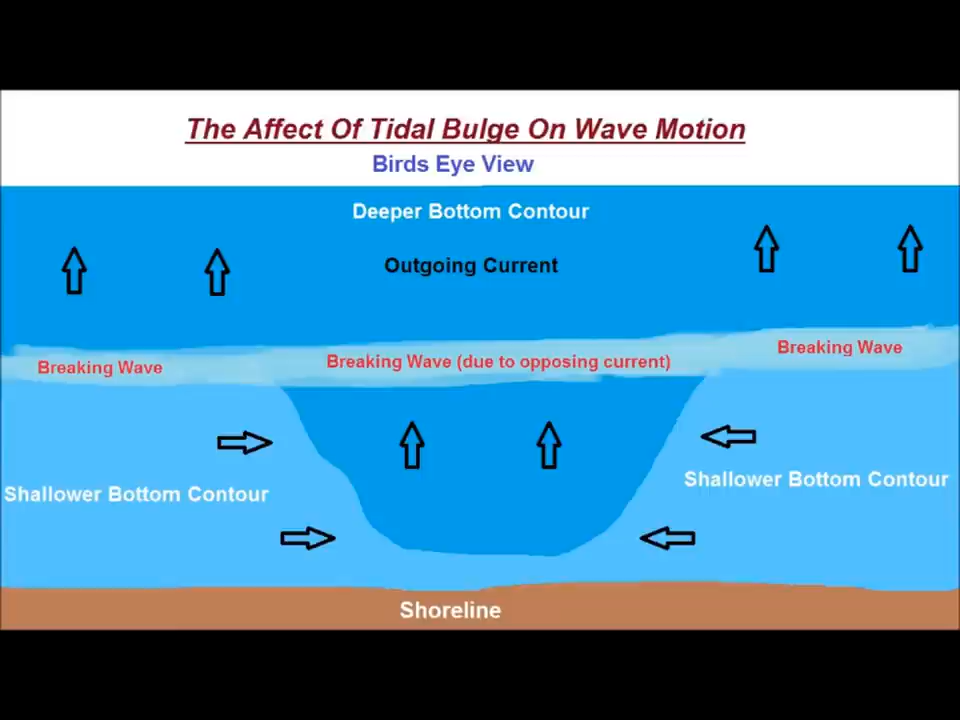 The Affect Of Tidal Bulge On Wave Motion
Birds Eye View
Deeper Bottom Contour
Outgoing Current
Breaking Wave
Breaking Wave (due to opposing current)
Breaking Wave
Shallower Bottom Contour
Shallower Bottom Contour
Shoreline